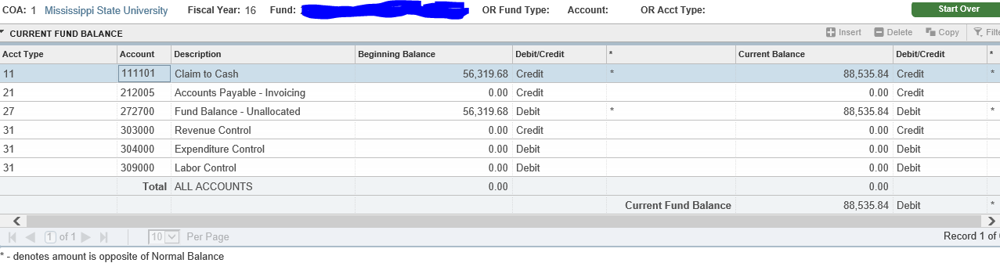 COA: 1 Mississippi State University Fiscal Year: 16 Fund: OR Fund Type: Account: OR Acct Type: Start Over
CURRENT FUND BALANCE Insert Delete Copy
Acct Type Account Description Beginning Balance Debit/Credit * Current Balance Debit/Credit *
11 111101 Claim to Cash 56,319.68 Credit * 88,535.84 Credit *
21 212005 Accounts Payable - Invoicing 0.00 Credit 0.00 Credit
27 272700 Fund Balance - Unallocated 56,319.68 Debit * 88,535.84 Debit *
31 303000 Revenue Control 0.00 Credit 0.00 Credit
31 304000 Expenditure Control 0.00 Debit 0.00 Debit
31 309000 Labor Control 0.00 Debit 0.00 Debit
Total ALL ACCOUNTS 0.00 0.00
Current Fund Balance 88,535.84 Debit *
1 of 1 10 Per Page Record 1 of
* - denotes amount is opposite of Normal Balance